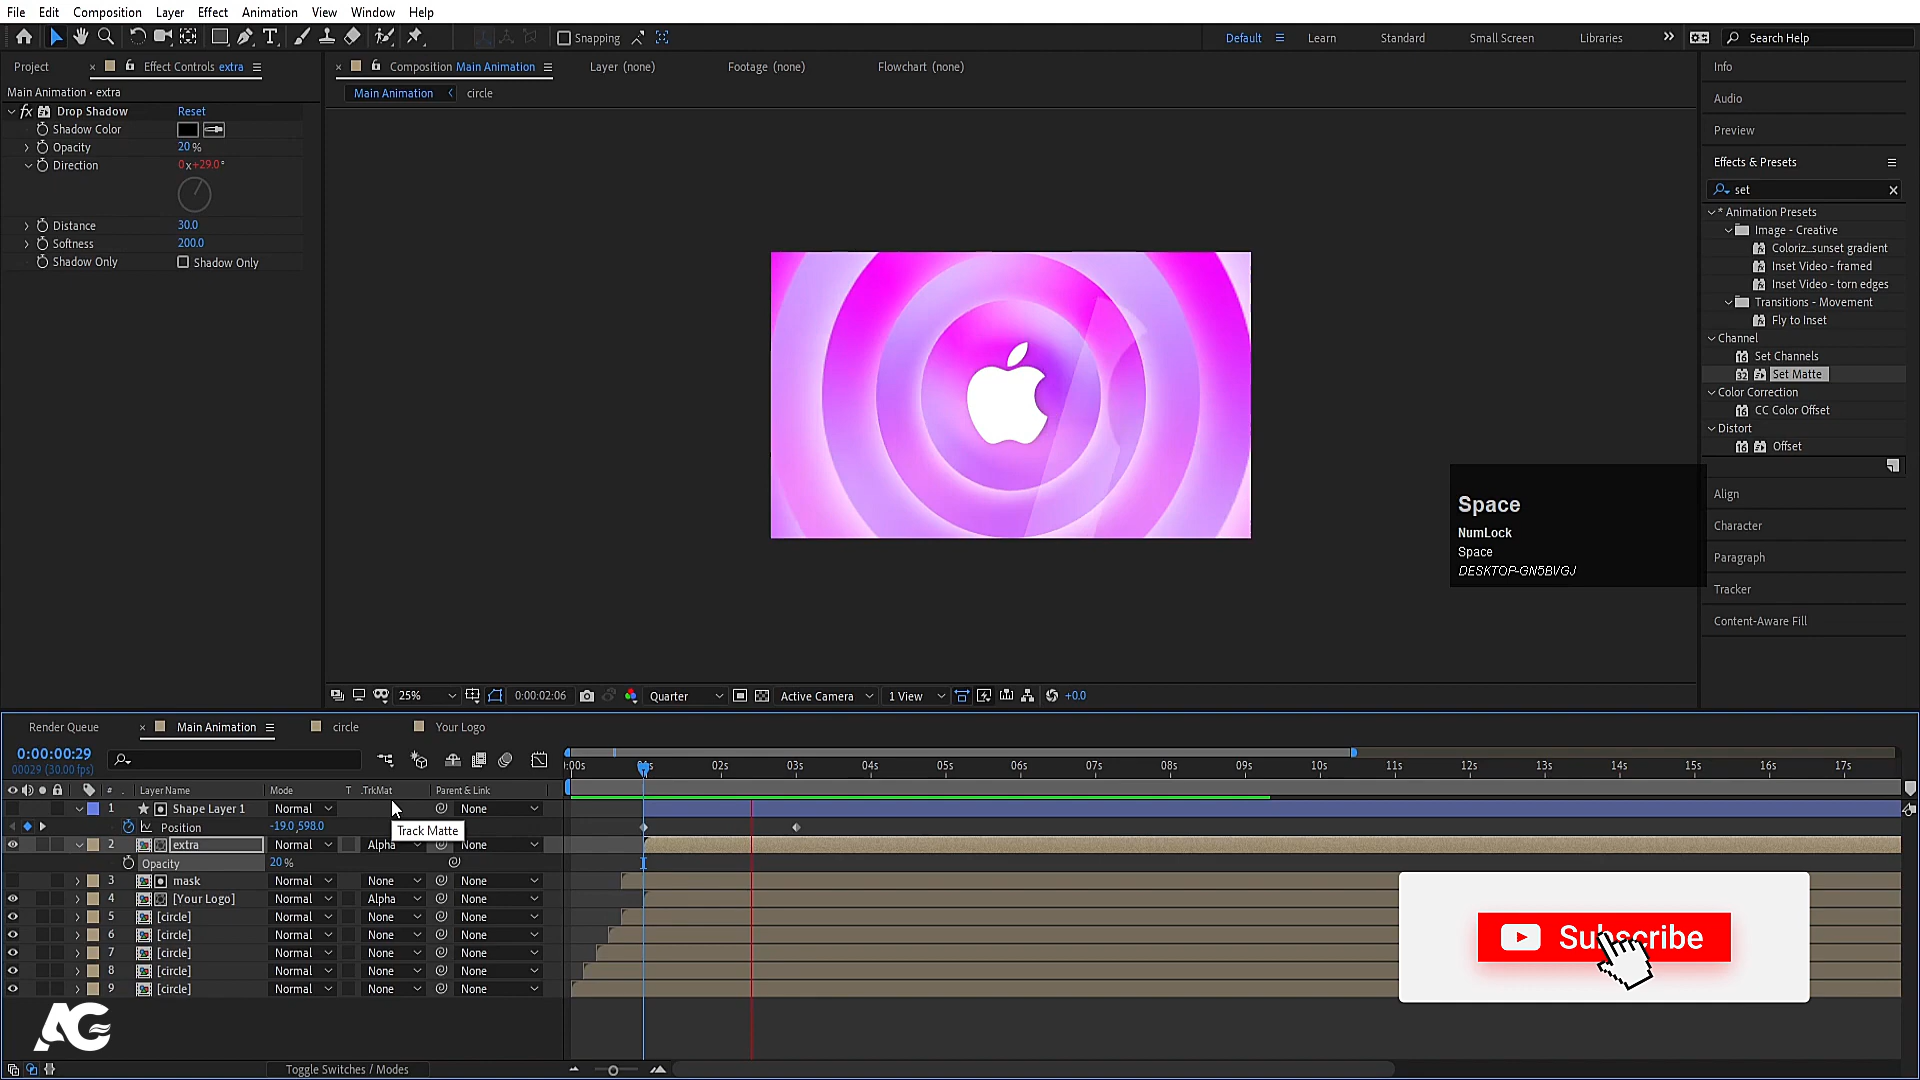 File Edit Composition Layer Effect Animation View Window Help
Snapping
Default Learn Standard Small Screen Libraries Search Help
Project
Effect Controls extra
Composition Main Animation
Layer (none)
Footage (none)
Flowchart (none)
Main Animation circle
Main Animation • extra
fx Drop Shadow Reset
Shadow Color
Opacity 20 %
Direction 0 x +29.0 °
Distance 30.0
Softness 200.0
Shadow Only Shadow Only
Info
Audio
Preview
Effects & Presets
set
* Animation Presets
Image - Creative
Coloriz...sunset gradient
Inset Video - framed
Inset Video - torn edges
Transitions - Movement
Fly to Inset
Channel
Set Channels
Set Matte
Color Correction
CC Color Offset
Distort
Offset
Align
Character
Paragraph
Tracker
Content-Aware Fill
Space
NumLock
Space
DESKTOP-GN5BVGJ
25% 0:00:02:06 Quarter Active Camera 1 View +0.0
Render Queue Main Animation circle Your Logo
0:00:00:29
00029 (30.00 fps)
:00s 02s 03s 04s 05s 06s 07s 08s 09s 10s 11s 12s 13s 14s 15s 16s 17s
# Layer Name Mode T .TrkMat Parent & Link
1 Shape Layer 1 Normal None
Position -19.0,598.0
Track Matte
2 extra Normal Alpha None
Opacity 20 %
3 mask Normal None None
4 [Your Logo] Normal Alpha None
5 [circle] Normal None None
6 [circle] Normal None None
7 [circle] Normal None None
8 [circle] Normal None None
9 [circle] Normal None None
Subscribe
AG
Toggle Switches / Modes